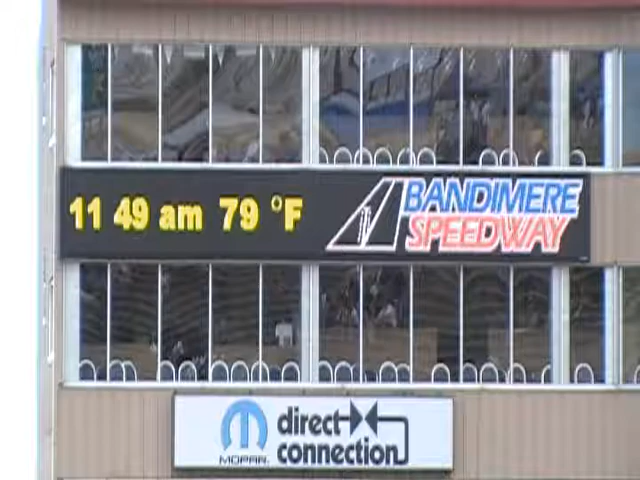 11 49 am 79 °F
BANDIMERE
SPEEDWAY
MOPAR
direct
connection